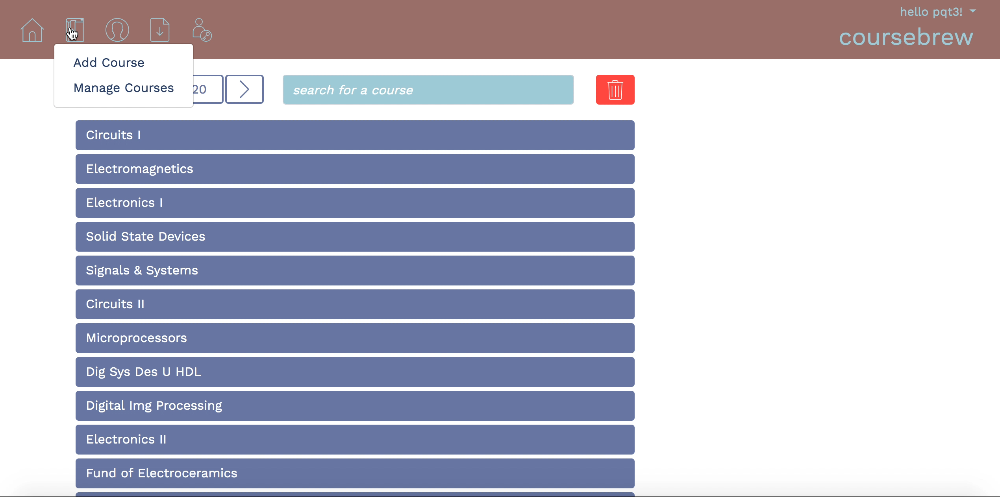 hello pqt3!
coursebrew
Add Course
Manage Courses
20
search for a course
Circuits I
Electromagnetics
Electronics I
Solid State Devices
Signals & Systems
Circuits II
Microprocessors
Dig Sys Des U HDL
Digital Img Processing
Electronics II
Fund of Electroceramics